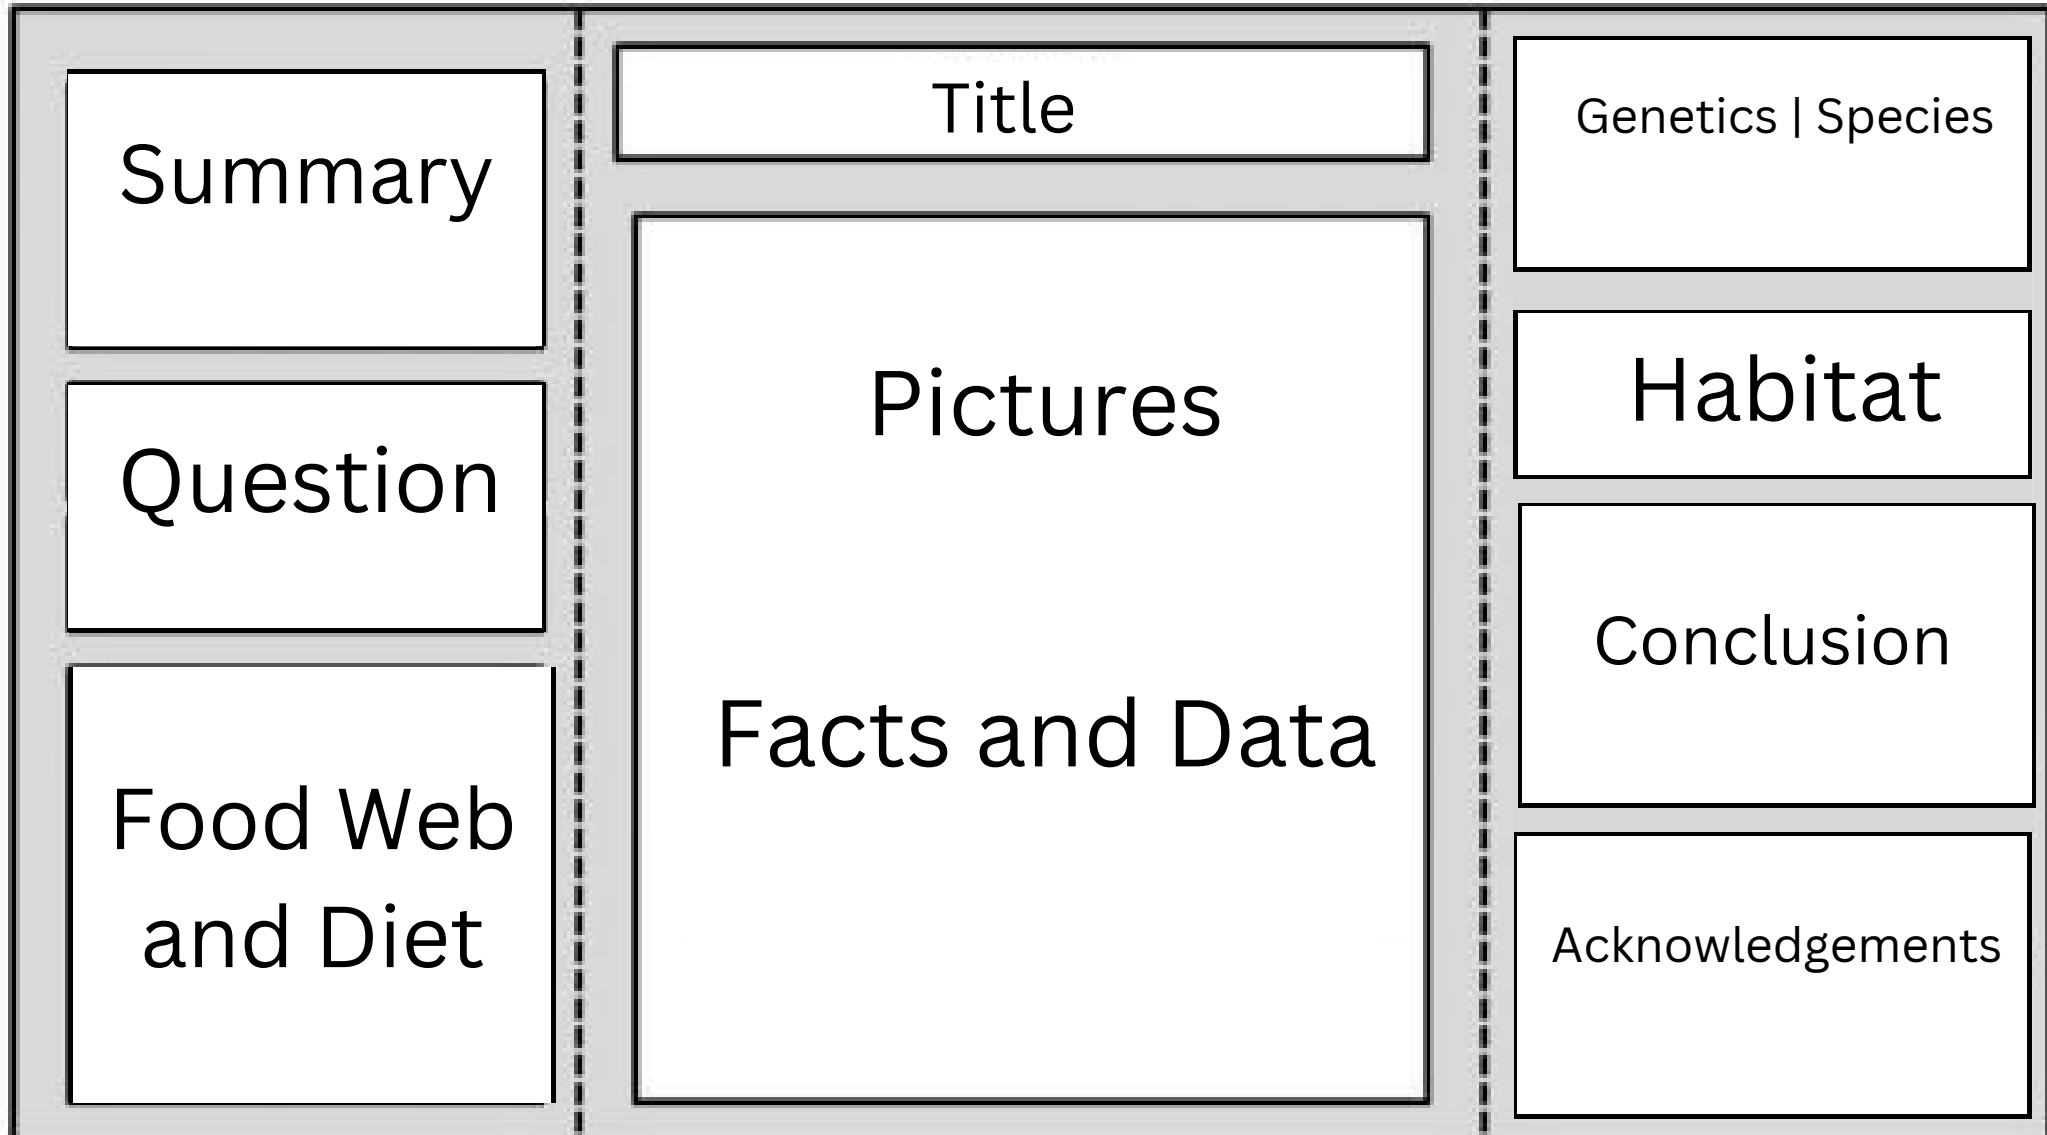 Summary
Question
Food Web
and Diet
Title
Pictures
Facts and Data
Genetics | Species
Habitat
Conclusion
Acknowledgements